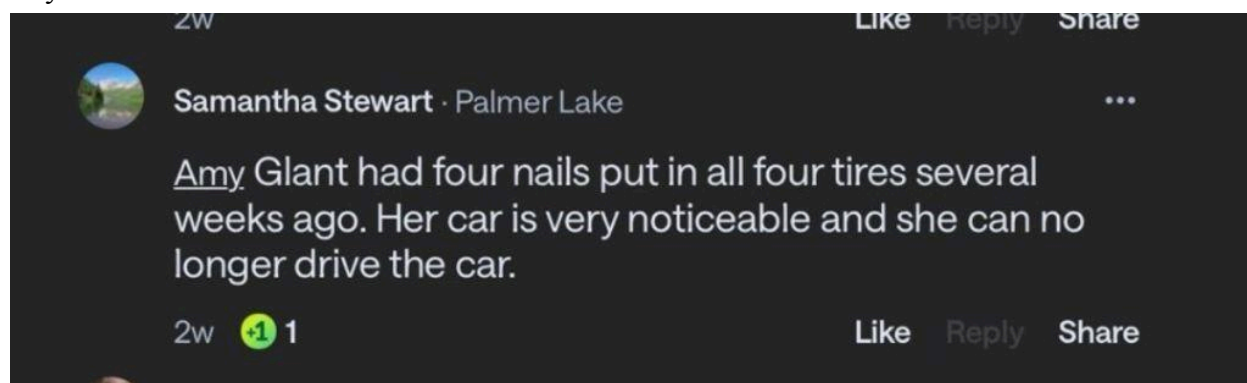 2w Like Reply Share
Samantha Stewart · Palmer Lake
Amy Glant had four nails put in all four tires several
weeks ago. Her car is very noticeable and she can no
longer drive the car.
2w +1 1 Like Reply Share